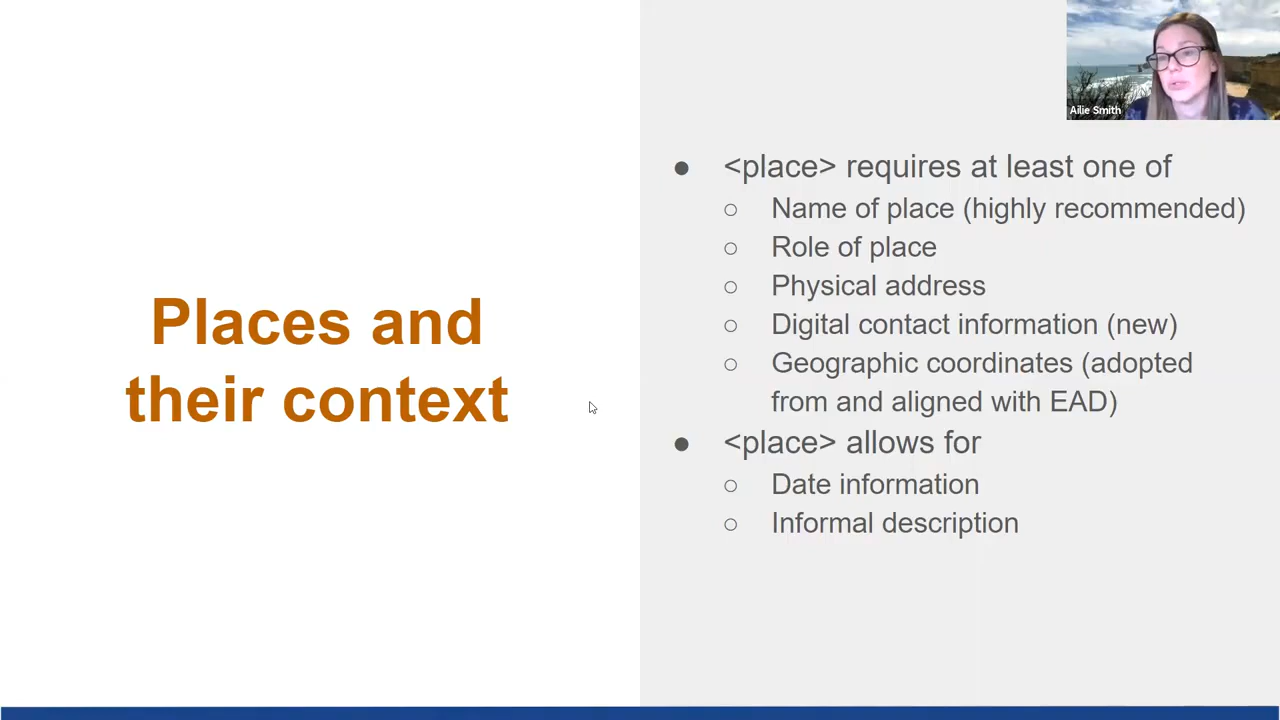 Places and
their context
Ailie Smith
● <place> requires at least one of
○ Name of place (highly recommended)
○ Role of place
○ Physical address
○ Digital contact information (new)
○ Geographic coordinates (adopted
from and aligned with EAD)
● <place> allows for
○ Date information
○ Informal description